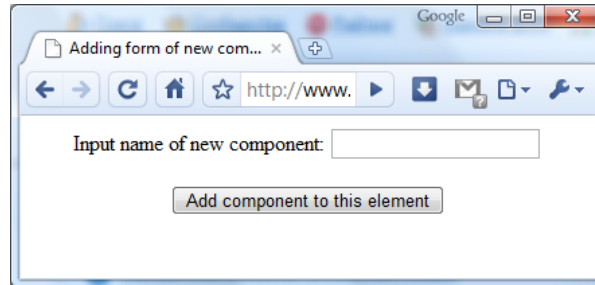 Google
Adding form of new com...
http://www.
Input name of new component:
Add component to this element